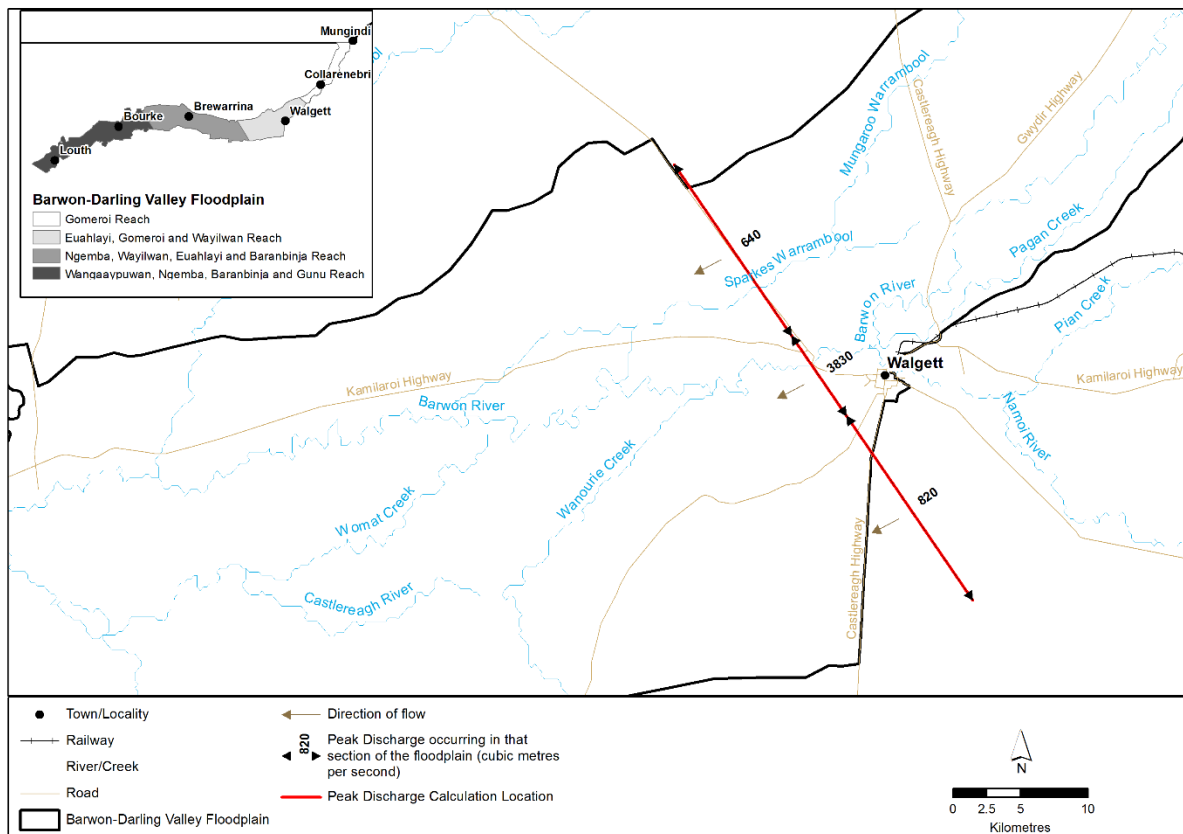 Mungindi
Collarenebri
Walgett
Brewarrina
Bourke
Louth
Barwon-Darling Valley Floodplain
Gomeroi Reach
Euahlayi, Gomeroi and Wayilwan Reach
Ngemba, Wayilwan, Euahlayi and Baranbinja Reach
Wangaaypuwan, Ngemba, Baranbinja and Gunu Reach
Mungaroo Warrambool
Castlereagh Highway
Gwydir Highway
640
Sparkes Warrambool
Pagan Creek
Barwon River
Pian Creek
3830
Walgett
Kamilaroi Highway
Kamilaroi Highway
Barwon River
Namoi River
Wanourie Creek
Womat Creek
820
Castlereagh River
Castlereagh Highway
Town/Locality
Railway
River/Creek
Road
Barwon-Darling Valley Floodplain
Direction of flow
820
Peak Discharge occurring in that
section of the floodplain (cubic metres
per second)
Peak Discharge Calculation Location
N
0 2.5 5 10
Kilometres